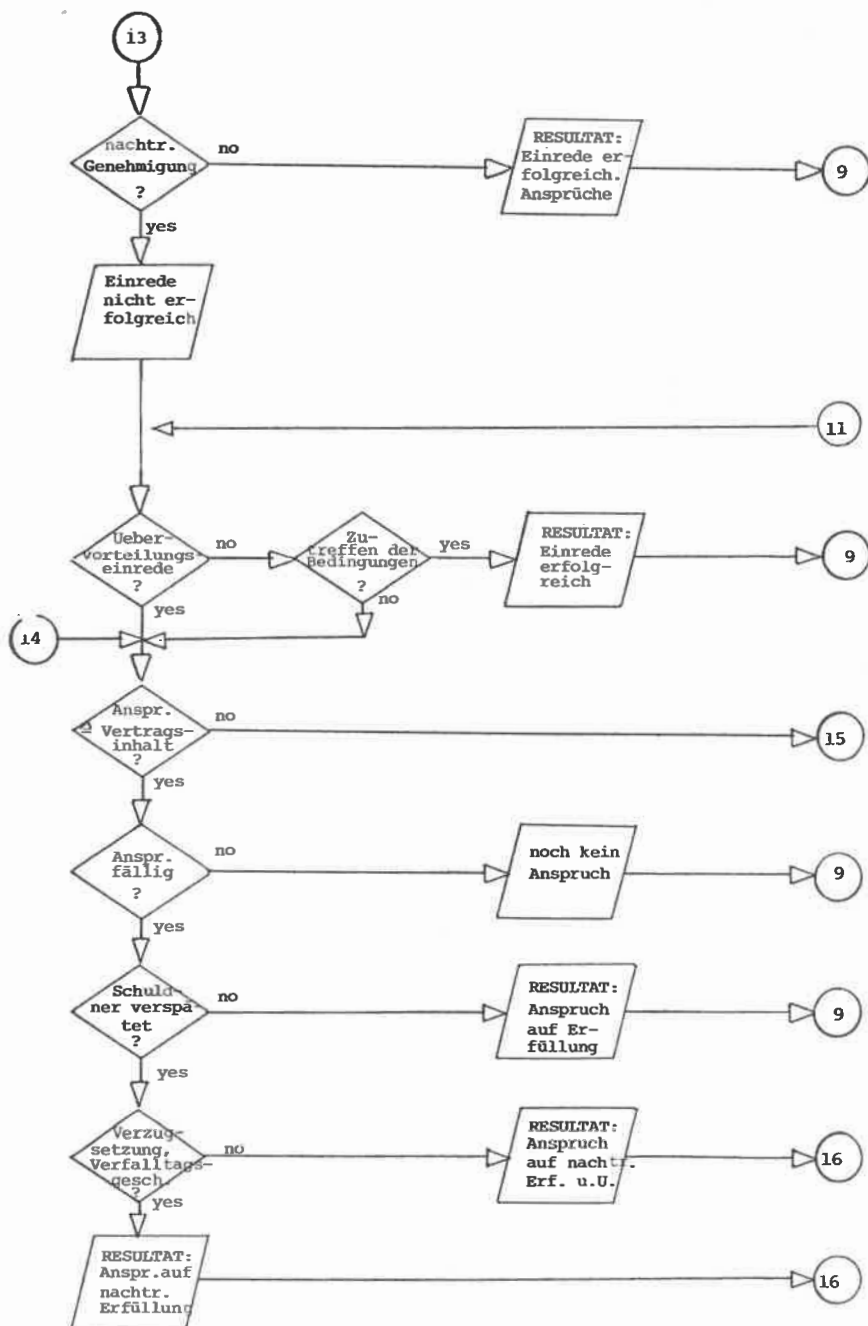 i3
nachtr.
Genehmigung
?
no
yes
RESULTAT:
Einrede er-
folgreich.
Ansprüche
9
Einrede
nicht er-
folgreich
11
Ueber-
vorteilungs-
einrede
?
no
yes
Zu-
treffen der
Bedingungen
?
yes
no
RESULTAT:
Einrede
erfolg-
reich
9
i4
Anspr.
≙ Vertrags-
inhalt
?
no
yes
15
Anspr.
fällig
?
no
yes
noch kein
Anspruch
9
Schuld-
ner verspä-
tet
?
no
yes
RESULTAT:
Anspruch
auf Er-
füllung
9
Verzug-
setzung,
Verfalltags-
gesch.
?
no
yes
RESULTAT:
Anspruch
auf nachtr.
Erf. u.U.
16
RESULTAT:
Anspr.auf
nachtr.
Erfüllung
16